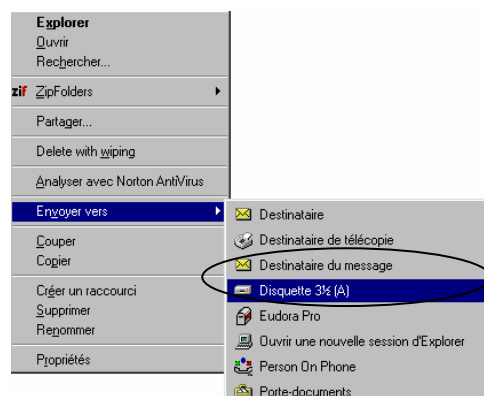 Explorer
Ouvrir
Rechercher...
zif ZipFolders
Partager...
Delete with wiping
Analyser avec Norton AntiVirus
Envoyer vers
Couper
Copier
Créer un raccourci
Supprimer
Renommer
Propriétés
Destinataire
Destinataire de télécopie
Destinataire du message
Disquette 3½ (A)
Eudora Pro
Ouvrir une nouvelle session d'Explorer
Person On Phone
Porte-documents